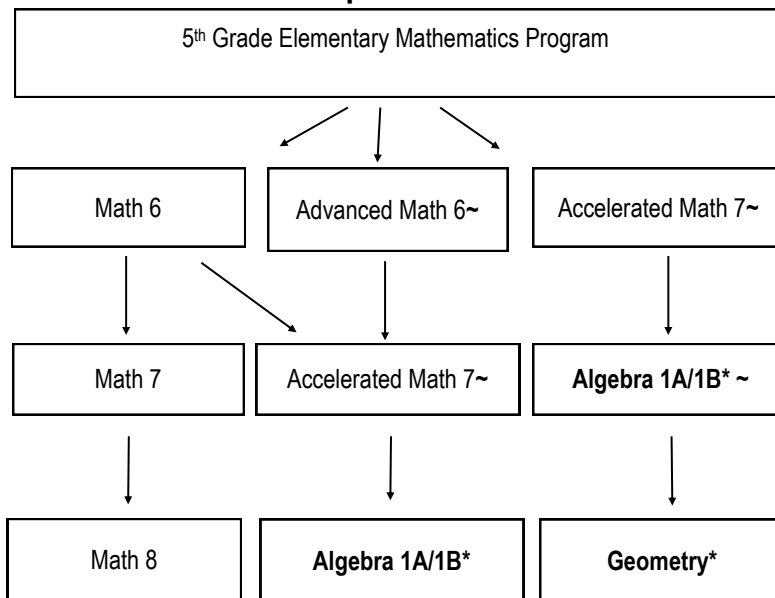 5th Grade Elementary Mathematics Program
Math 6
Advanced Math 6~
Accelerated Math 7~
Math 7
Accelerated Math 7~
Algebra 1A/1B* ~
Math 8
Algebra 1A/1B*
Geometry*